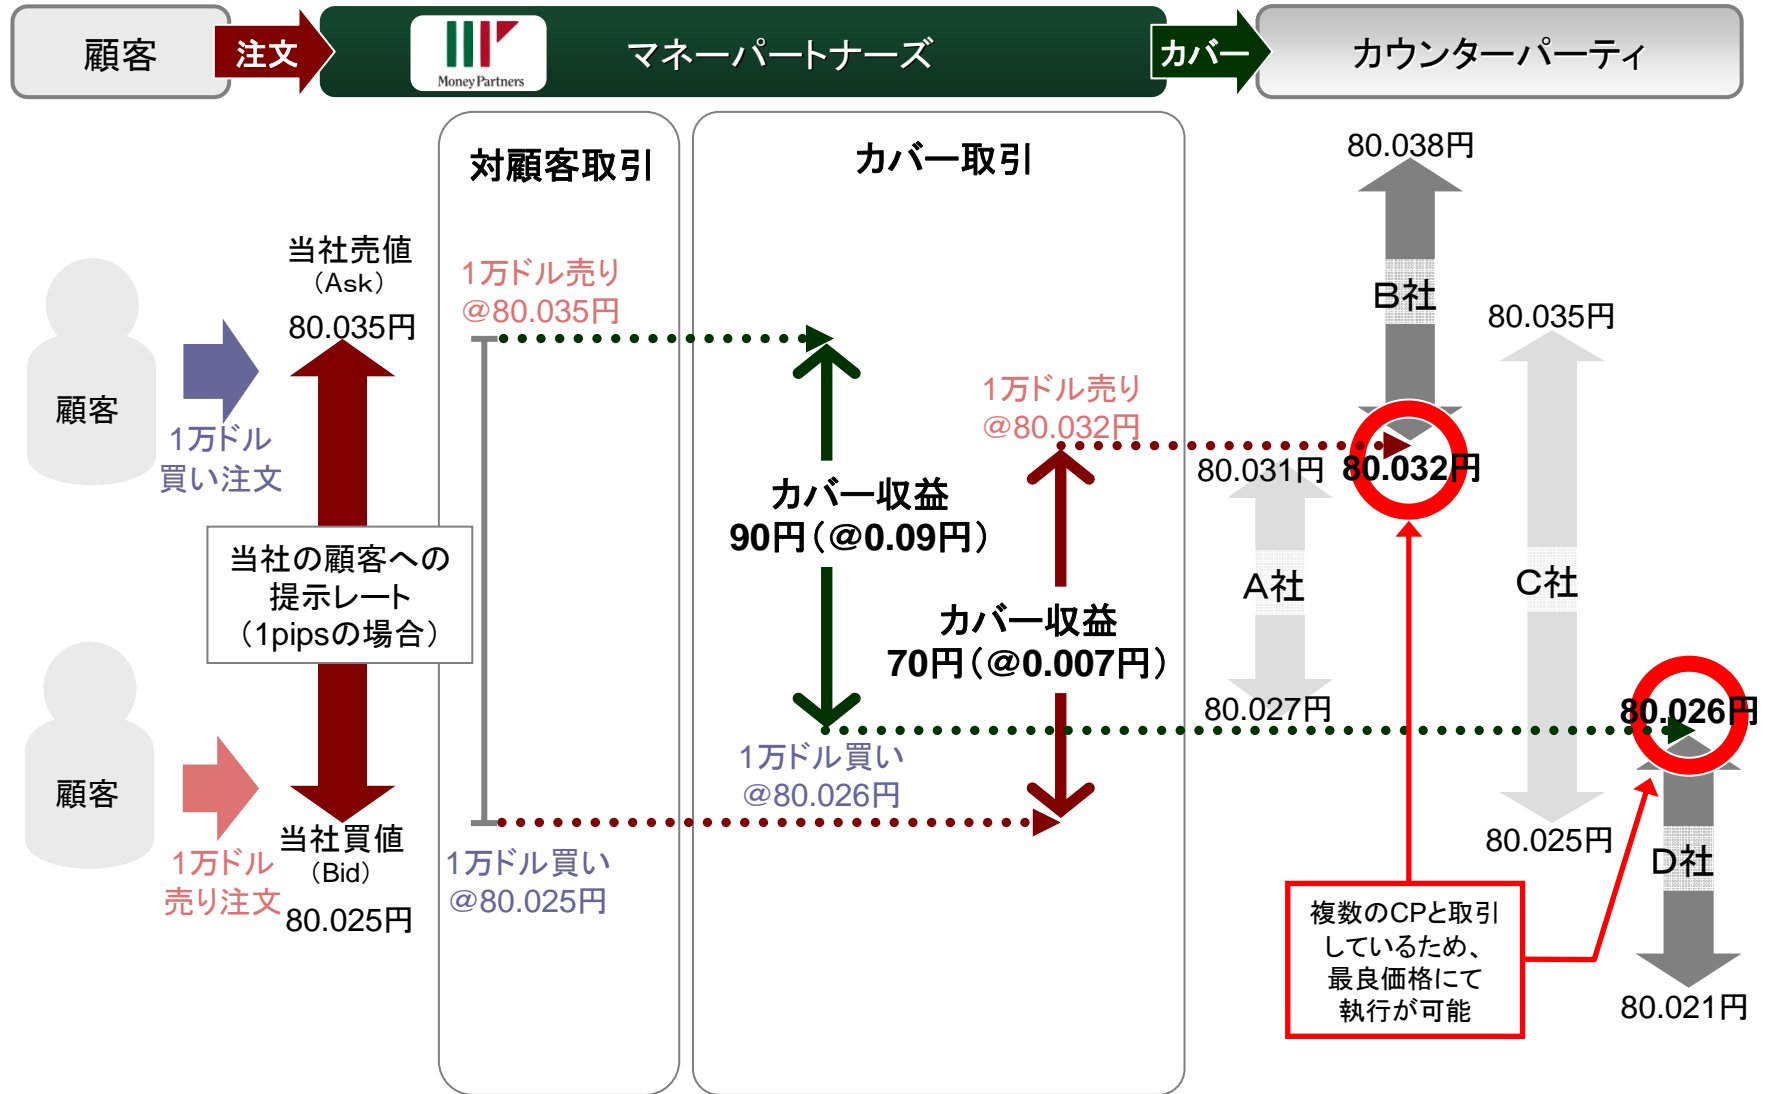 顧客
注文
Money Partners
マネーパートナーズ
カバー
カウンターパーティ
対顧客取引
カバー取引
顧客
1万ドル
買い注文
当社売値
（Ask）
80.035円
当社の顧客への
提示レート
（1pipsの場合）
顧客
1万ドル
売り注文
当社買値
（Bid）
80.025円
1万ドル売り
@80.035円
1万ドル買い
@80.025円
カバー収益
90円（@0.09円）
1万ドル買い
@80.026円
1万ドル売り
@80.032円
カバー収益
70円（@0.007円）
80.031円
A社
80.027円
80.038円
B社
80.032円
80.035円
C社
80.025円
80.026円
D社
80.021円
複数のCPと取引
しているため、
最良価格にて
執行が可能